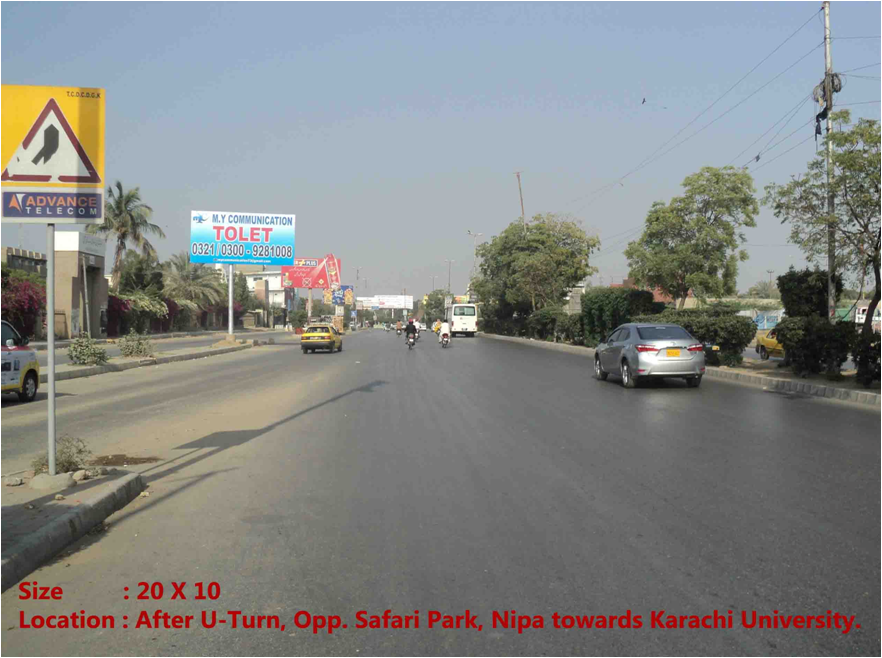 T.C.D.C.D.C.K
ADVANCE
TELECOM
M.Y COMMUNICATION
TOLET
0321 / 0300 - 9281008
PLUS
Size : 20 X 10
Location : After U-Turn, Opp. Safari Park, Nipa towards Karachi University.